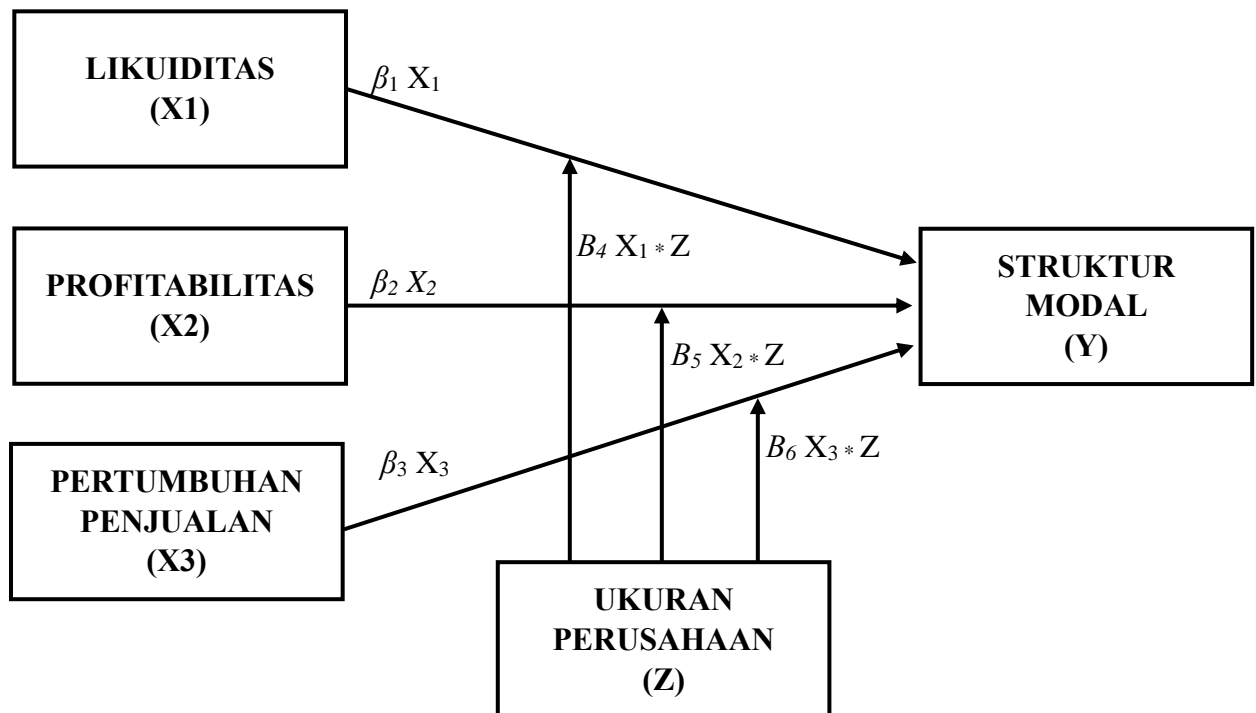 LIKUIDITAS
(X1)
β₁ X₁
B₄ X₁ * Z
PROFITABILITAS
(X2)
β₂ X₂
STRUKTUR
MODAL
(Y)
B₅ X₂ * Z
PERTUMBUHAN
PENJUALAN
(X3)
β₃ X₃
B₆ X₃ * Z
UKURAN
PERUSAHAAN
(Z)